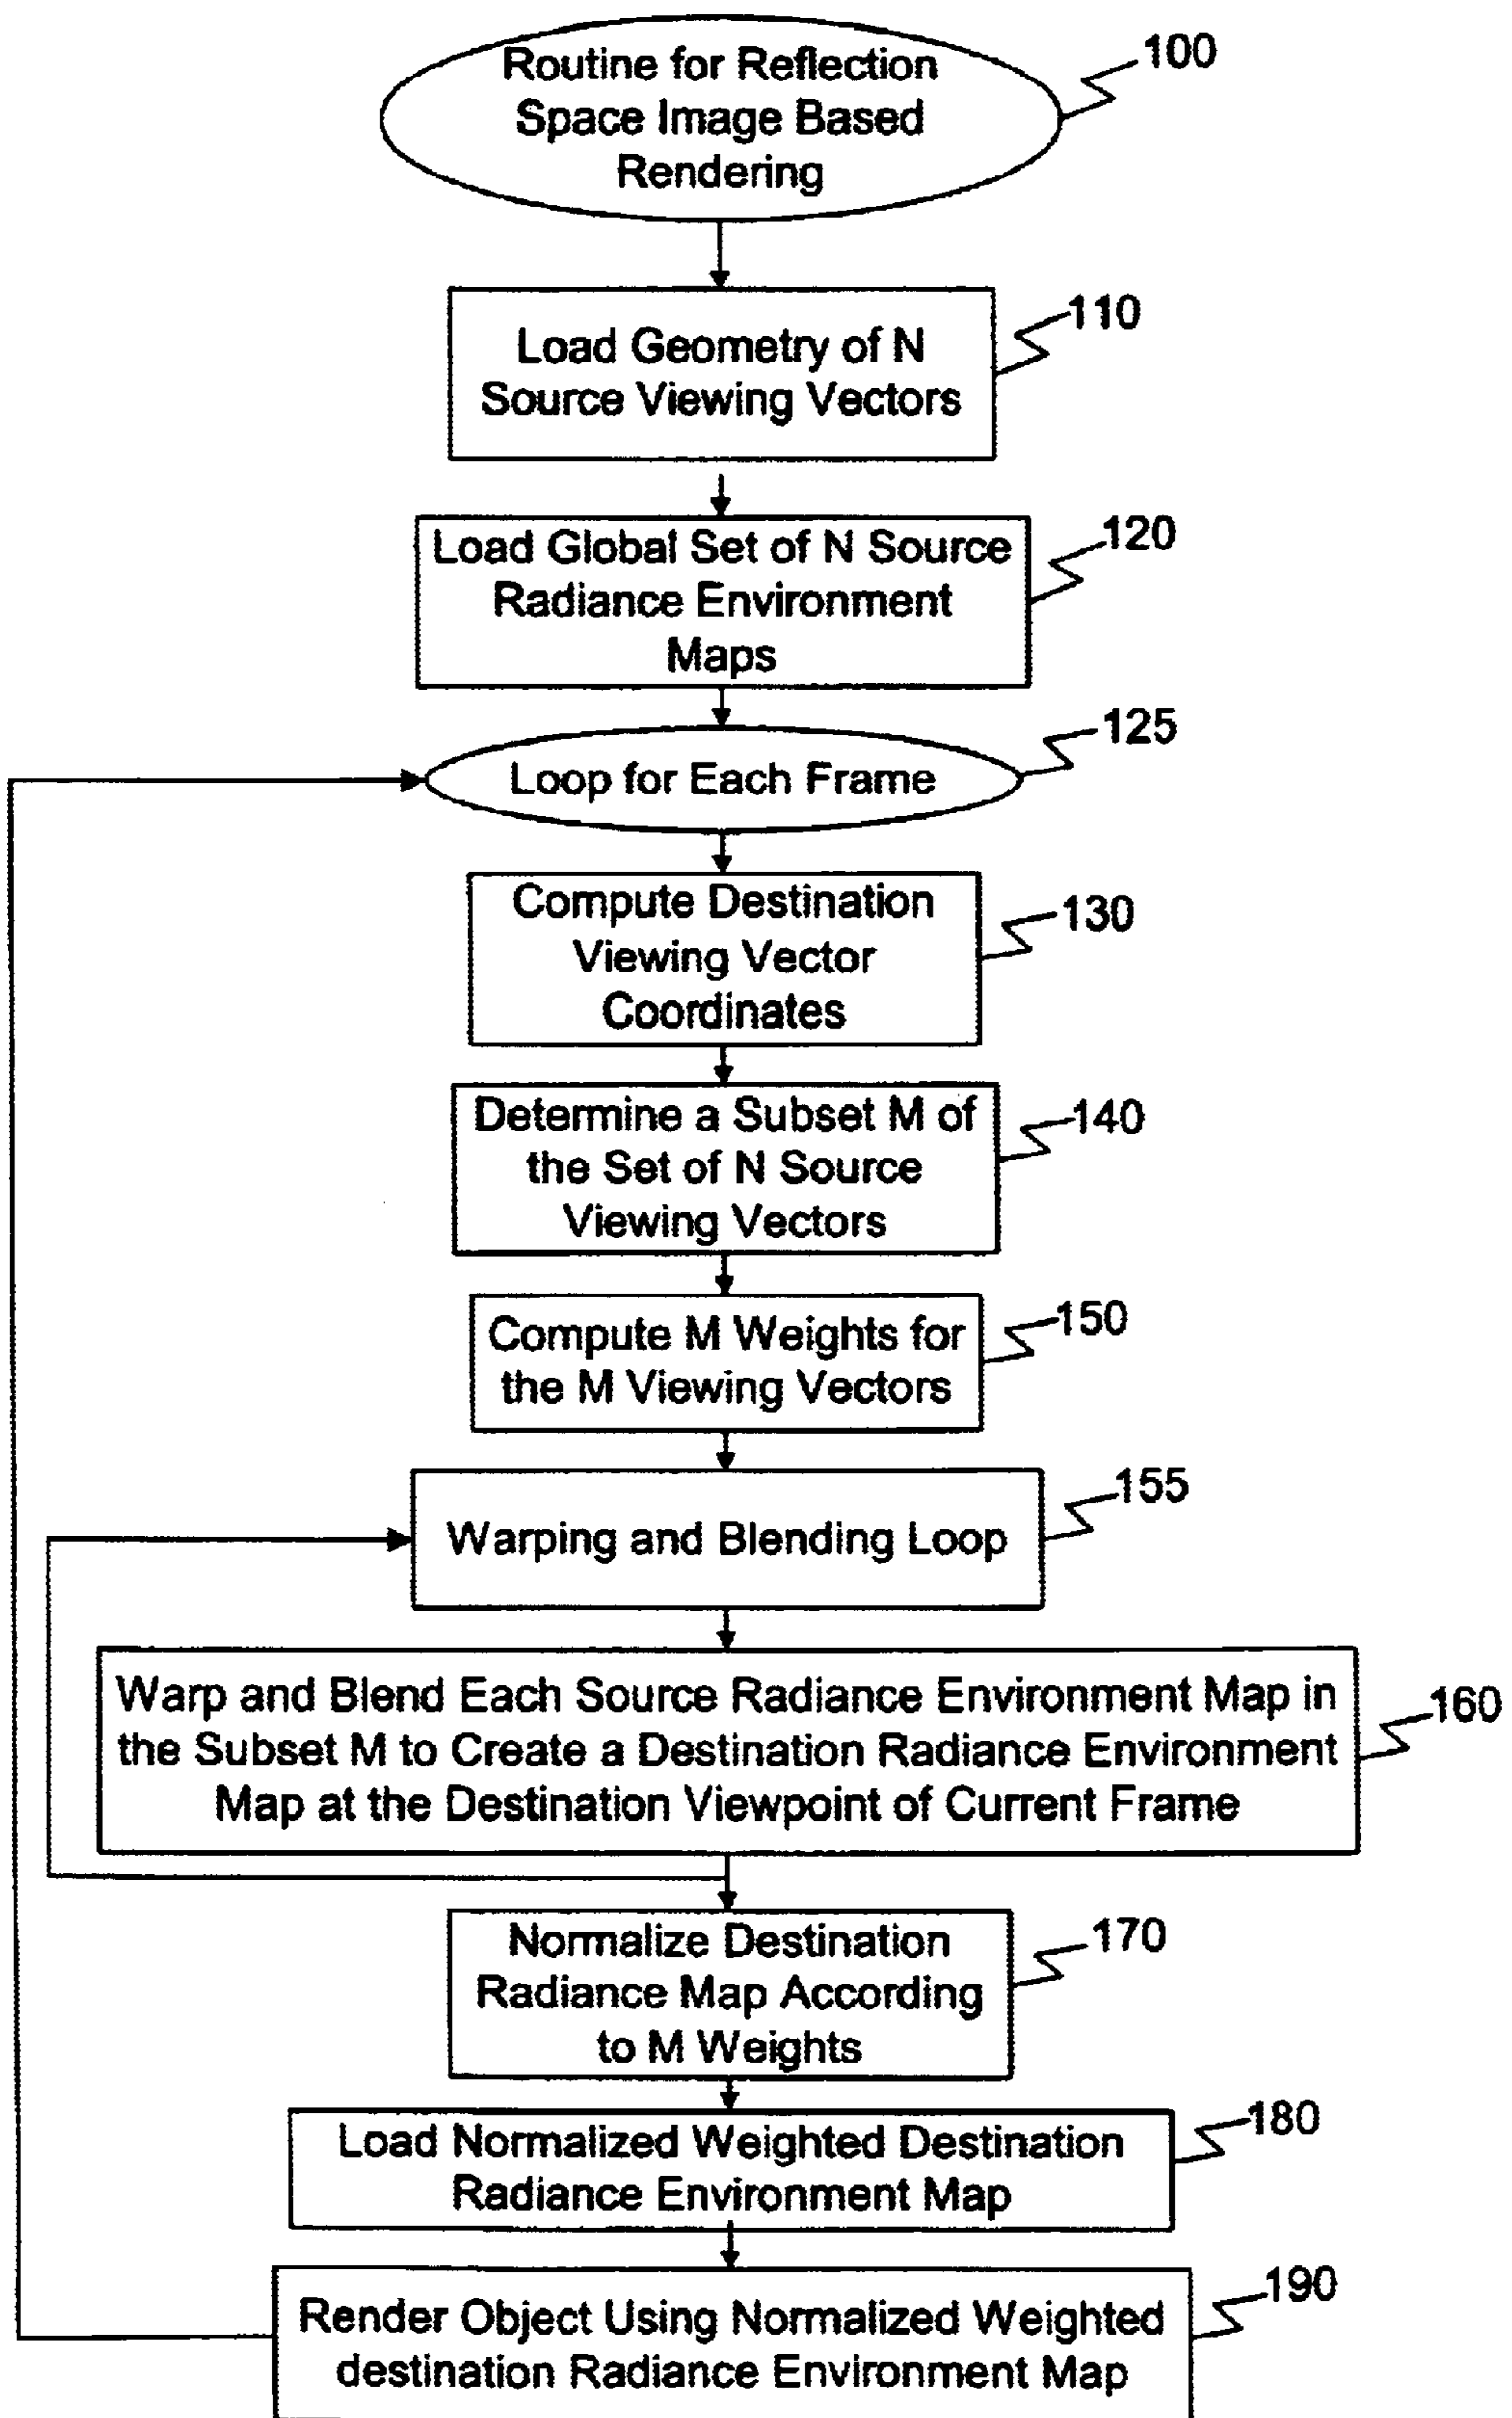 Routine for Reflection
Space Image Based
Rendering
100
Load Geometry of N
Source Viewing Vectors
110
Load Global Set of N Source
Radiance Environment
Maps
120
Loop for Each Frame
125
Compute Destination
Viewing Vector
Coordinates
130
Determine a Subset M of
the Set of N Source
Viewing Vectors
140
Compute M Weights for
the M Viewing Vectors
150
Warping and Blending Loop
155
Warp and Blend Each Source Radiance Environment Map in
the Subset M to Create a Destination Radiance Environment
Map at the Destination Viewpoint of Current Frame
160
Normalize Destination
Radiance Map According
to M Weights
170
Load Normalized Weighted Destination
Radiance Environment Map
180
Render Object Using Normalized Weighted
destination Radiance Environment Map
190